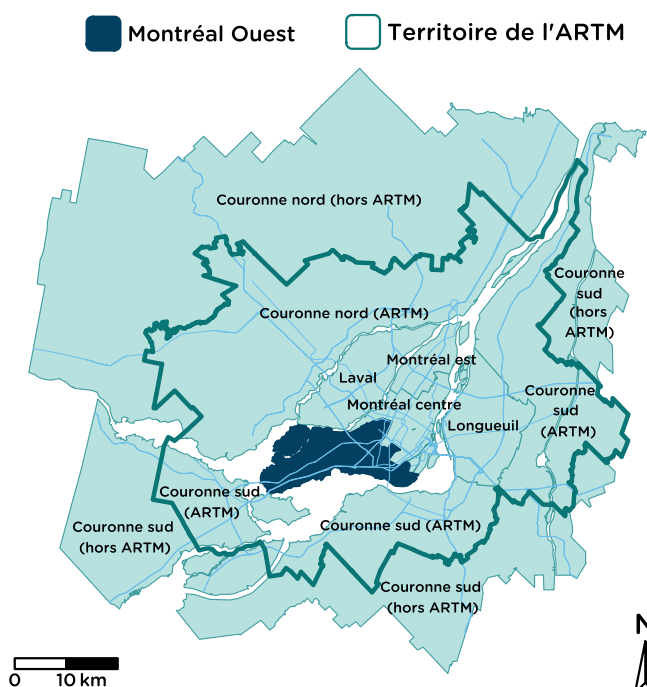 Montréal Ouest
Territoire de l'ARTM
Couronne nord (hors ARTM)
Couronne
sud
(hors
ARTM)
Couronne nord (ARTM)
Montréal est
Laval
Montréal centre
Couronne
sud
(ARTM)
Longueuil
Couronne sud
(ARTM)
Couronne sud
(hors ARTM)
Couronne sud (ARTM)
Couronne sud
(hors ARTM)
N
0 10 km